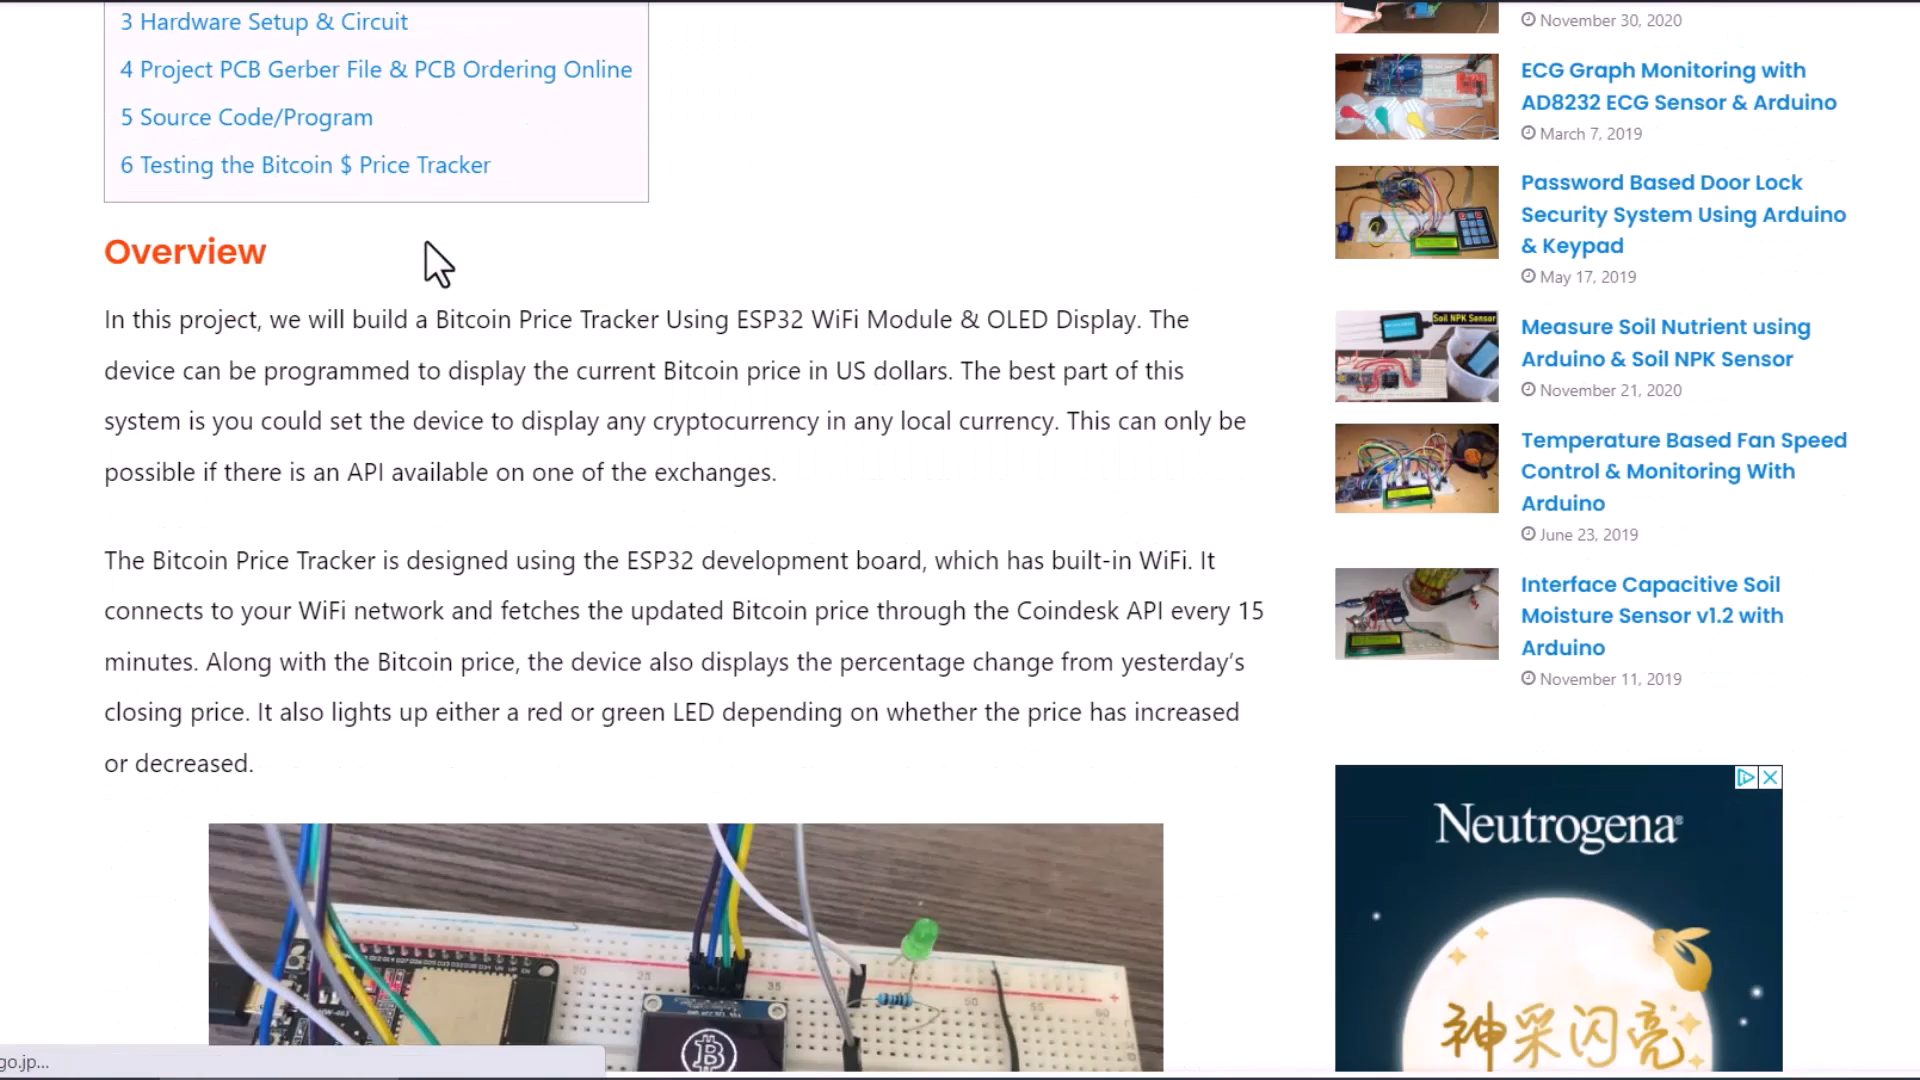 3 Hardware Setup & Circuit
4 Project PCB Gerber File & PCB Ordering Online
5 Source Code/Program
6 Testing the Bitcoin $ Price Tracker
Overview
In this project, we will build a Bitcoin Price Tracker Using ESP32 WiFi Module & OLED Display. The
device can be programmed to display the current Bitcoin price in US dollars. The best part of this
system is you could set the device to display any cryptocurrency in any local currency. This can only be
possible if there is an API available on one of the exchanges.
The Bitcoin Price Tracker is designed using the ESP32 development board, which has built-in WiFi. It
connects to your WiFi network and fetches the updated Bitcoin price through the Coindesk API every 15
minutes. Along with the Bitcoin price, the device also displays the percentage change from yesterday’s
closing price. It also lights up either a red or green LED depending on whether the price has increased
or decreased.
go.jp...
November 30, 2020
ECG Graph Monitoring with
AD8232 ECG Sensor & Arduino
March 7, 2019
Password Based Door Lock
Security System Using Arduino
& Keypad
May 17, 2019
Soil NPK Sensor
Measure Soil Nutrient using
Arduino & Soil NPK Sensor
November 21, 2020
Temperature Based Fan Speed
Control & Monitoring With
Arduino
June 23, 2019
Interface Capacitive Soil
Moisture Sensor v1.2 with
Arduino
November 11, 2019
Neutrogena®
神采闪亮